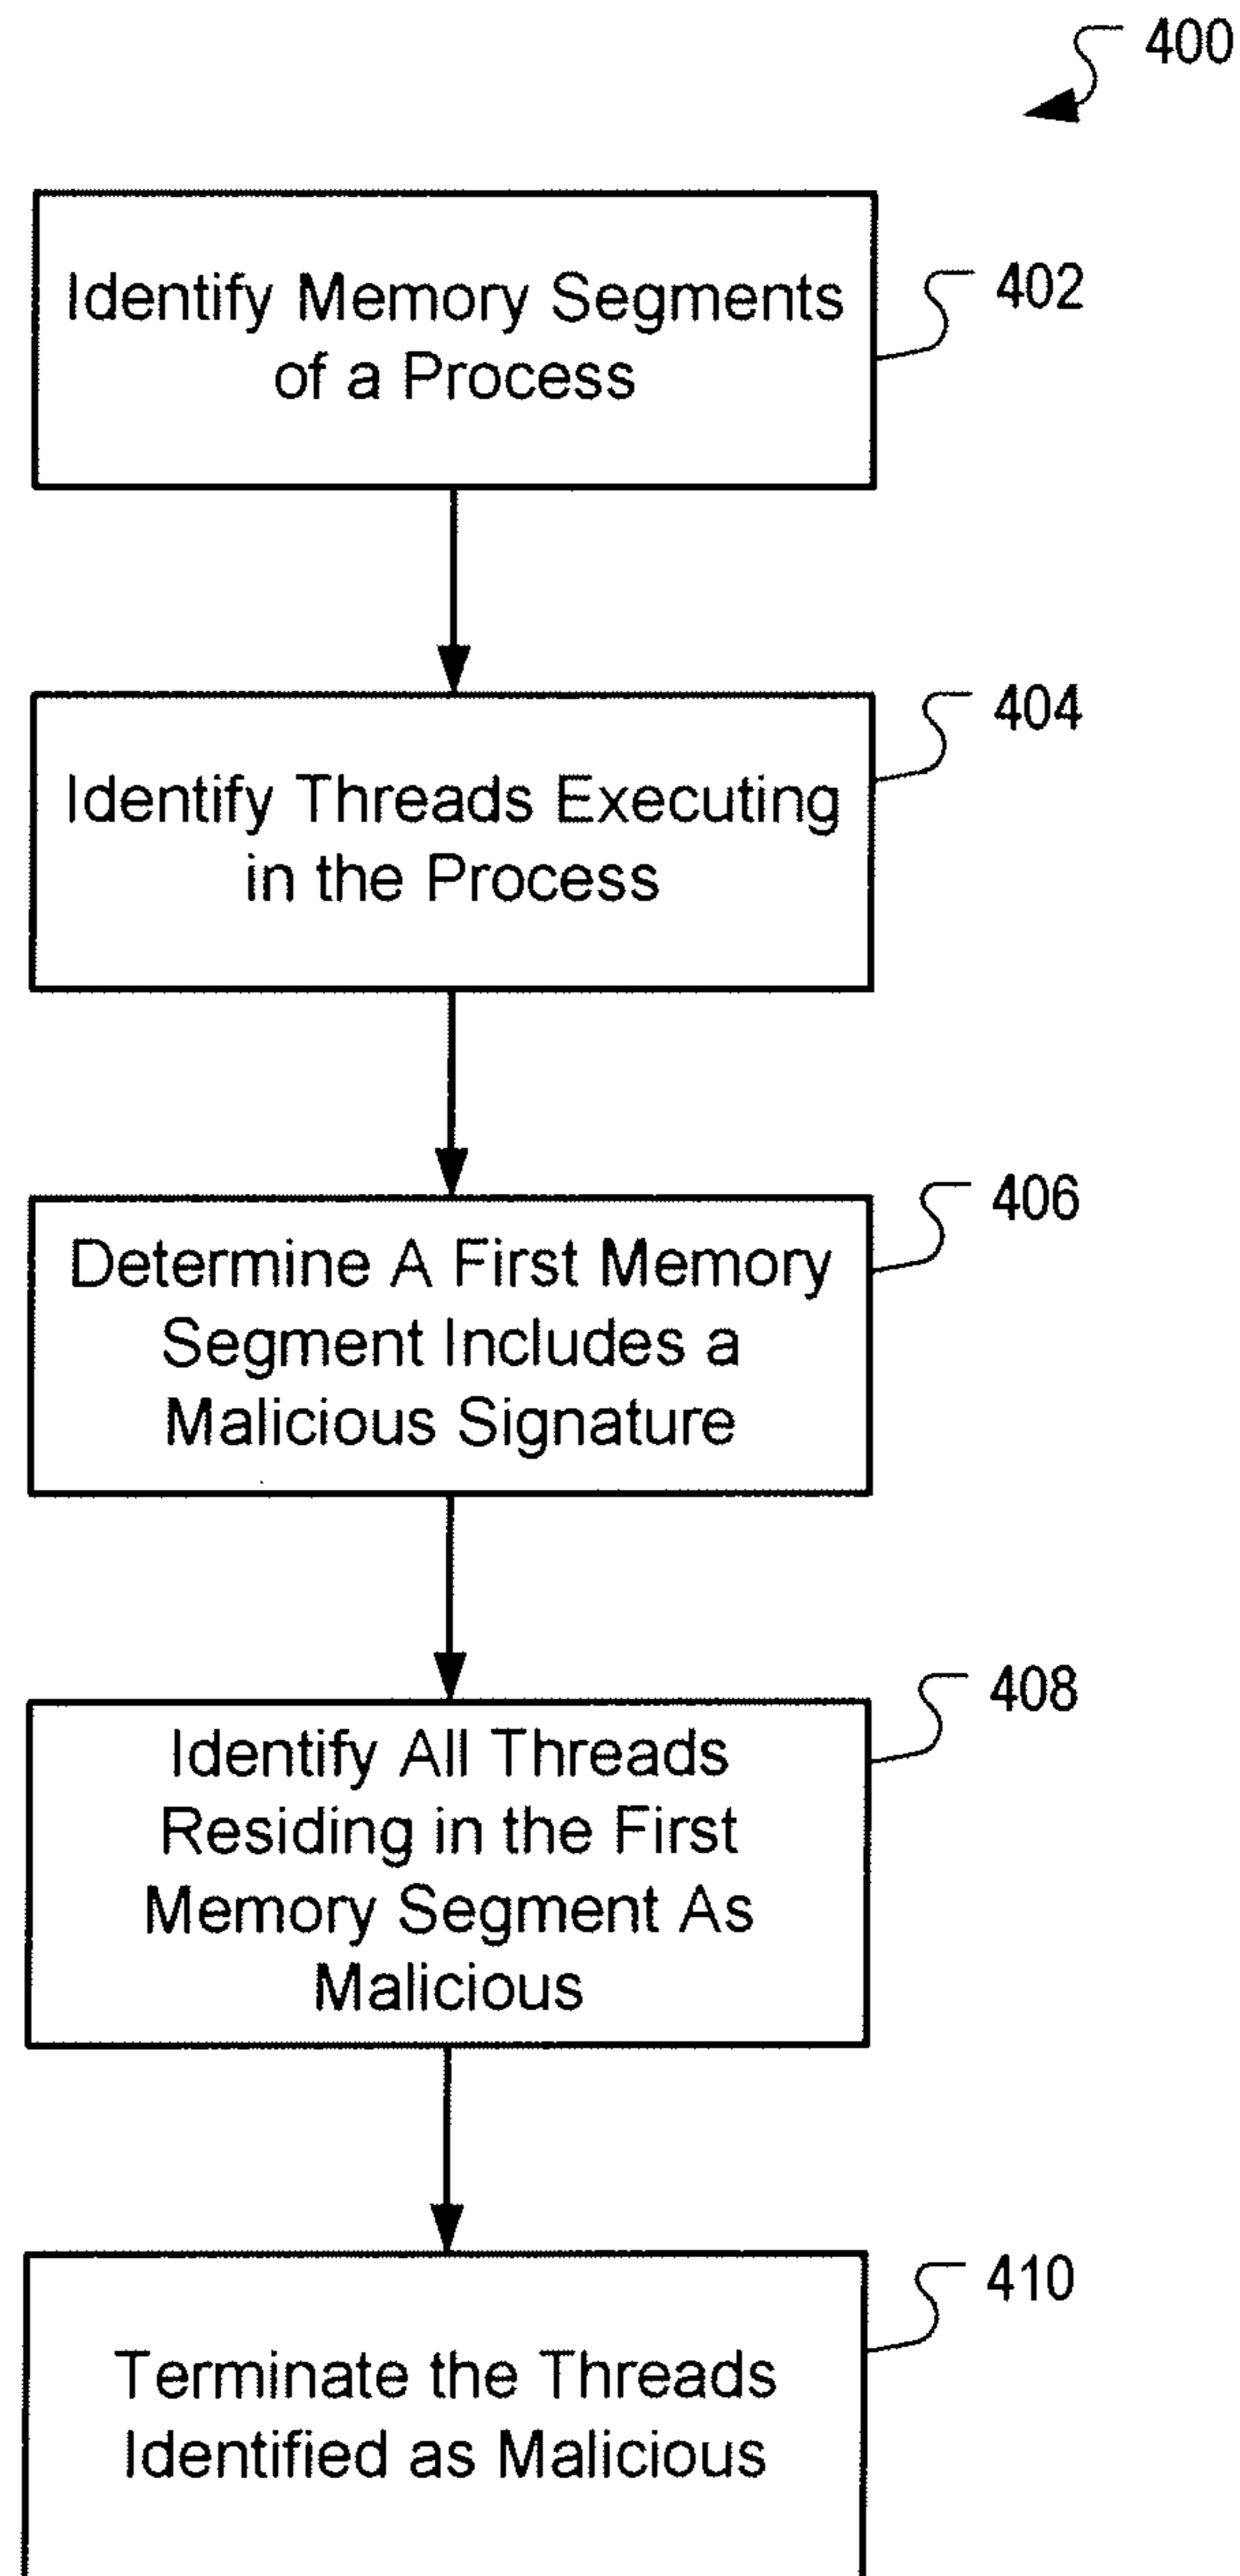 400
Identify Memory Segments
of a Process
402
Identify Threads Executing
in the Process
404
Determine A First Memory
Segment Includes a
Malicious Signature
406
Identify All Threads
Residing in the First
Memory Segment As
Malicious
408
Terminate the Threads
Identified as Malicious
410